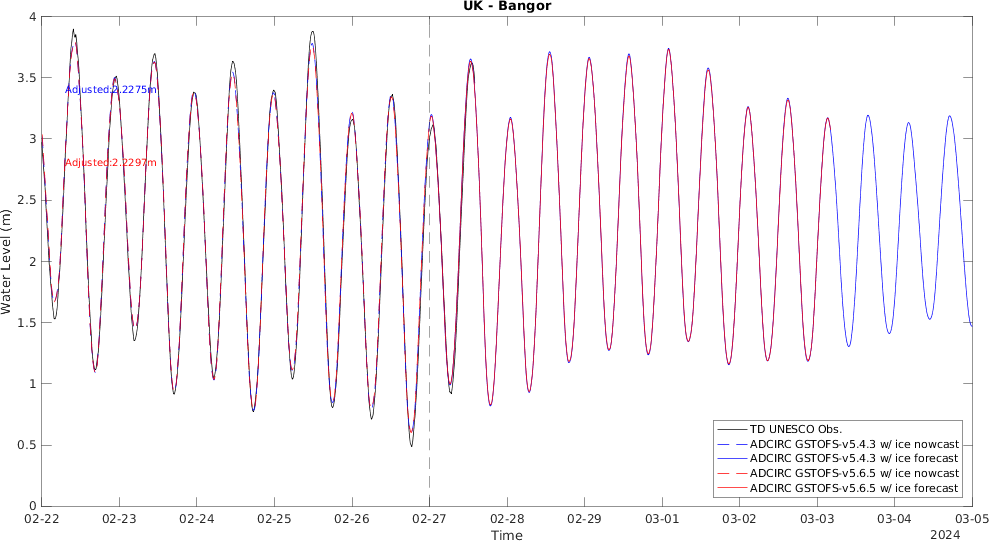 UK - Bangor
4
3.5
3
2.5
2
1.5
1
0.5
0
Water Level (m)
Adjusted:2.2275m
Adjusted:2.2297m
TD UNESCO Obs.
ADCIRC GSTOFS-v5.4.3 w/ ice nowcast
ADCIRC GSTOFS-v5.4.3 w/ ice forecast
ADCIRC GSTOFS-v5.6.5 w/ ice nowcast
ADCIRC GSTOFS-v5.6.5 w/ ice forecast
02-22 02-23 02-24 02-25 02-26 02-27 02-28 02-29 03-01 03-02 03-03 03-04 03-05
Time
2024